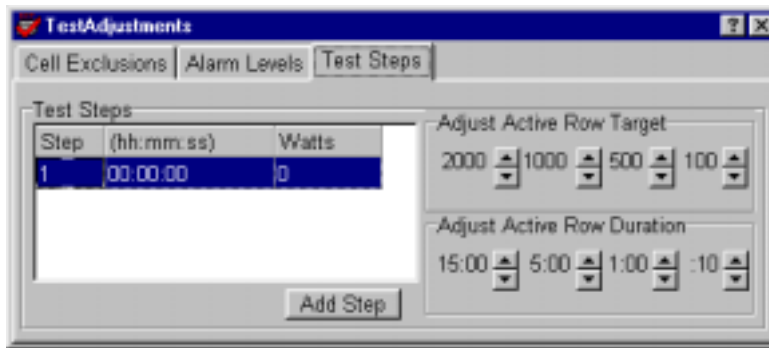 TestAdjustments
Cell Exclusions Alarm Levels Test Steps
Test Steps
Step (hh:mm:ss) Watts
1 00:00:00 0
Add Step
Adjust Active Row Target
2000 1000 500 100
Adjust Active Row Duration
15:00 5:00 1:00 :10